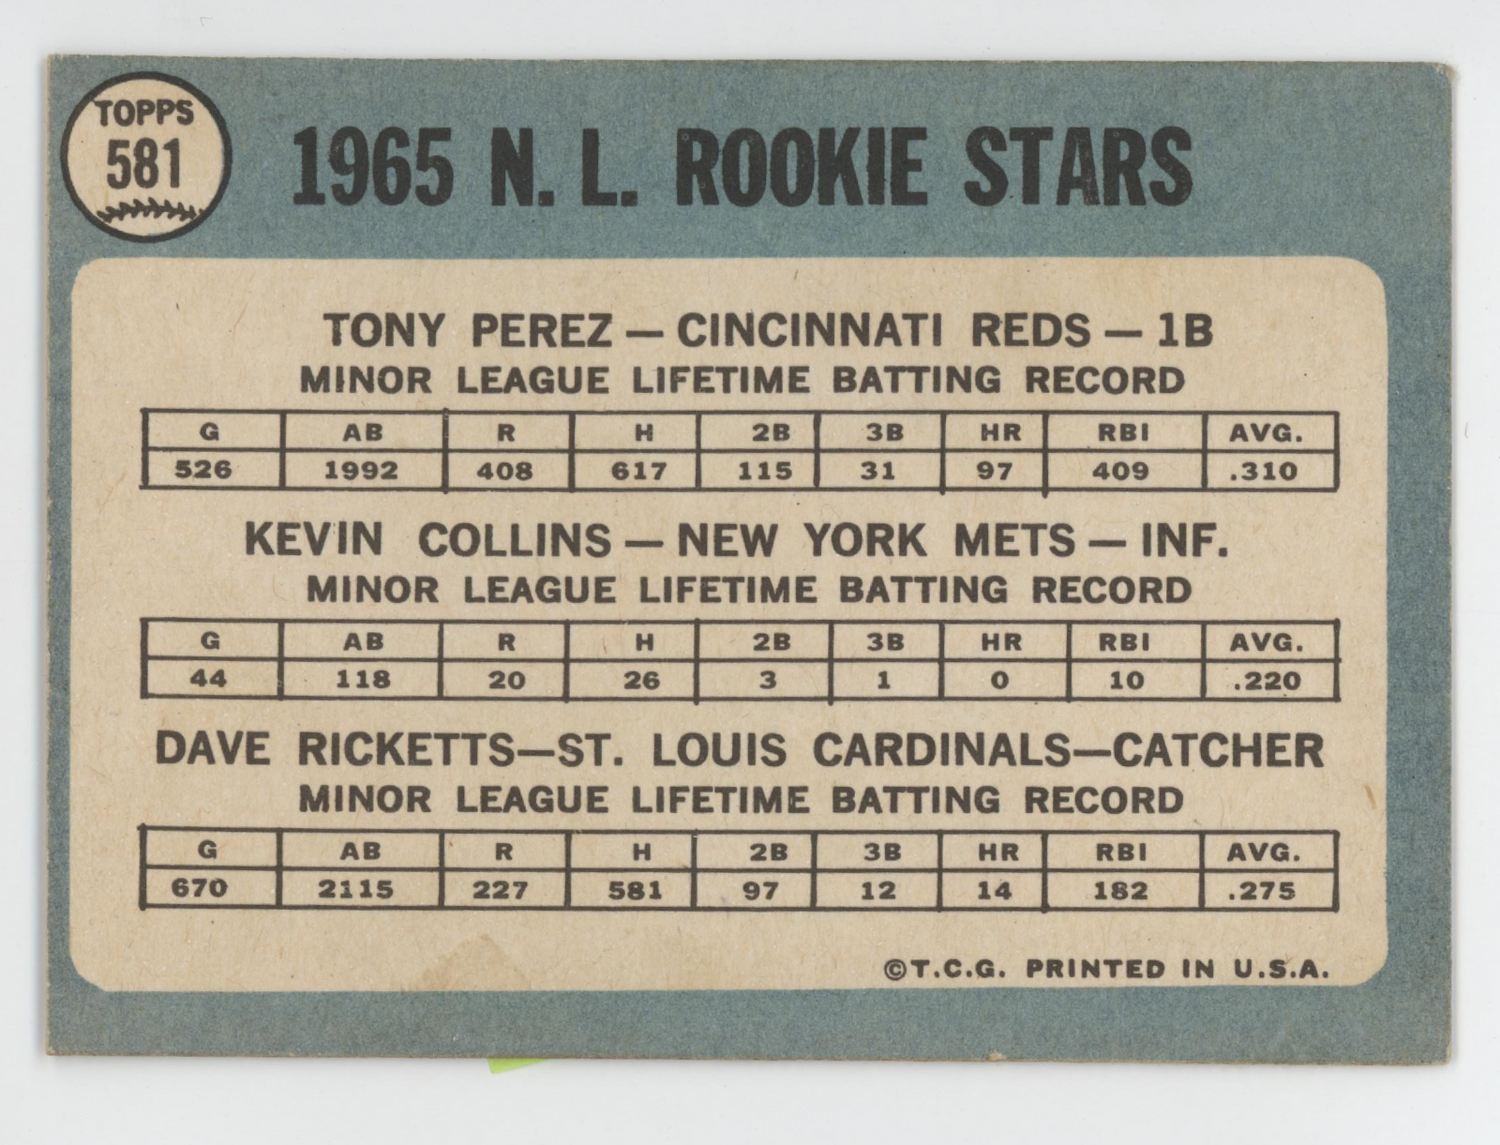 TOPPS
581
1965 N. L. ROOKIE STARS
TONY PEREZ — CINCINNATI REDS — 1B
MINOR LEAGUE LIFETIME BATTING RECORD
G AB R H 2B 3B HR RBI AVG.
526 1992 408 617 115 31 97 409 .310
KEVIN COLLINS — NEW YORK METS — INF.
MINOR LEAGUE LIFETIME BATTING RECORD
G AB R H 2B 3B HR RBI AVG.
44 118 20 26 3 1 0 10 .220
DAVE RICKETTS—ST. LOUIS CARDINALS—CATCHER
MINOR LEAGUE LIFETIME BATTING RECORD
G AB R H 2B 3B HR RBI AVG.
670 2115 227 581 97 12 14 182 .275
©T.C.G. PRINTED IN U.S.A.